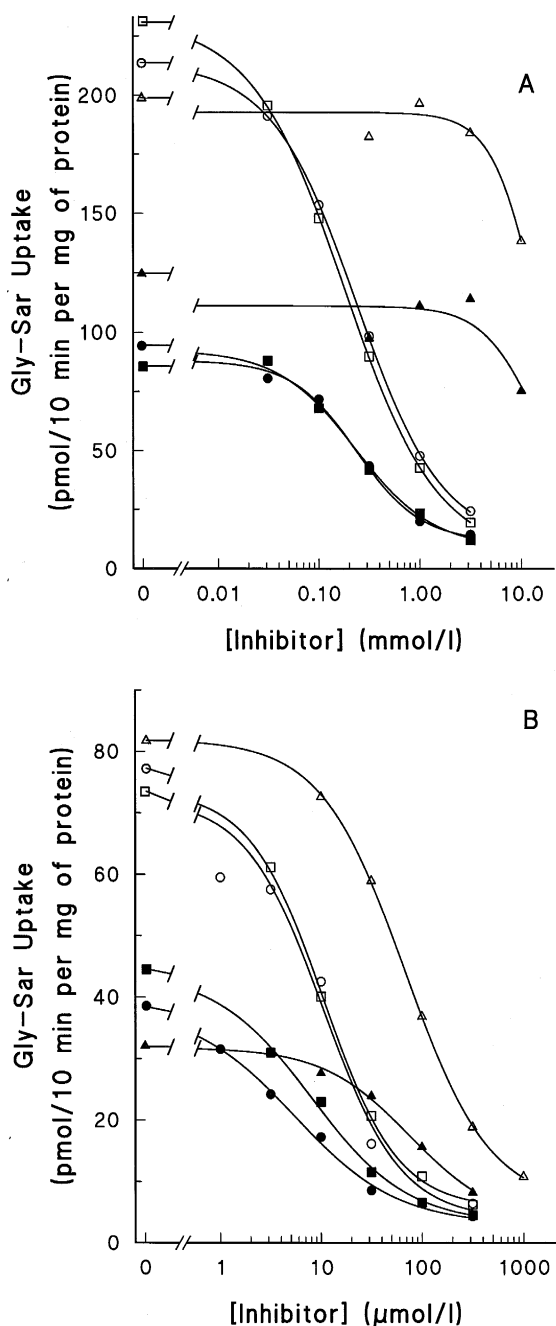 A
200
150
100
50
0
Gly-Sar Uptake
(pmol/10 min per mg of protein)
0 0.01 0.10 1.00 10.0
[Inhibitor] (mmol/l)
B
80
60
40
20
0
Gly-Sar Uptake
(pmol/10 min per mg of protein)
0 1 10 100 1000
[Inhibitor] (μmol/l)